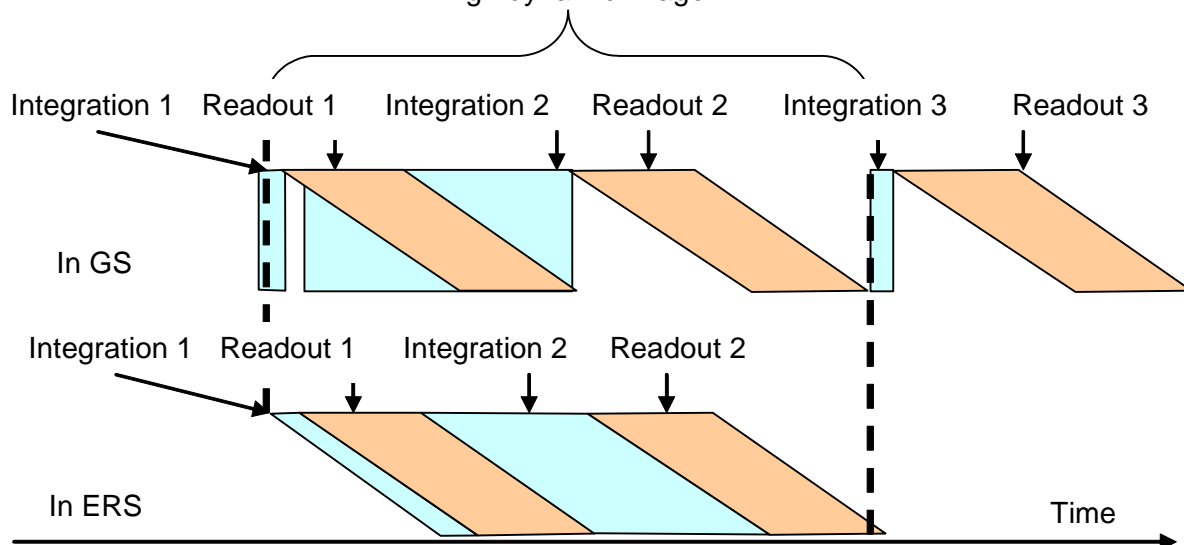 Integration 1 Readout 1 Integration 2 Readout 2 Integration 3 Readout 3
In GS
Integration 1 Readout 1 Integration 2 Readout 2
In ERS
Time